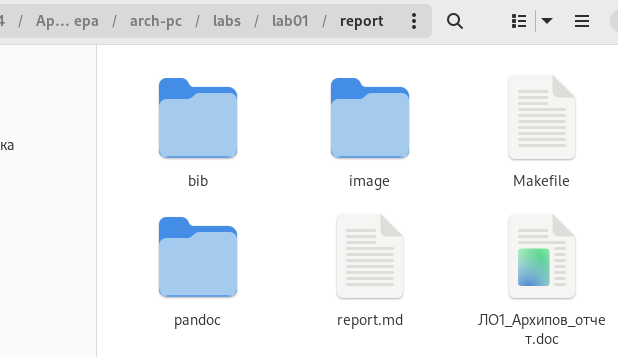 4 / Ар... ера / arch-pc / labs / lab01 / report
ка
bib
image
Makefile
pandoc
report.md
ЛО1_Архипов_отче
т.doc